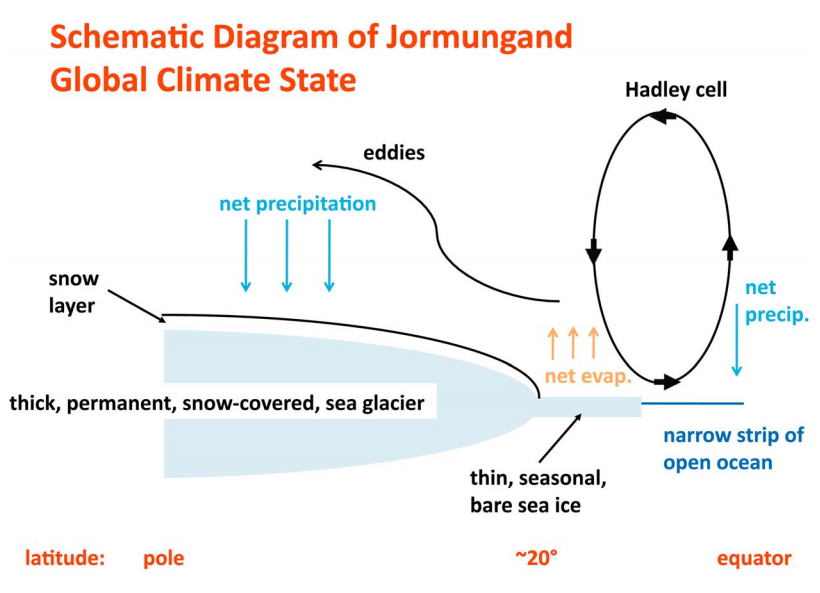 Schematic Diagram of Jormungand
Global Climate State
Hadley cell
eddies
net precipitation
snow
layer
net
precip.
net evap.
thick, permanent, snow-covered, sea glacier
narrow strip of
open ocean
thin, seasonal,
bare sea ice
latitude: pole ~20° equator